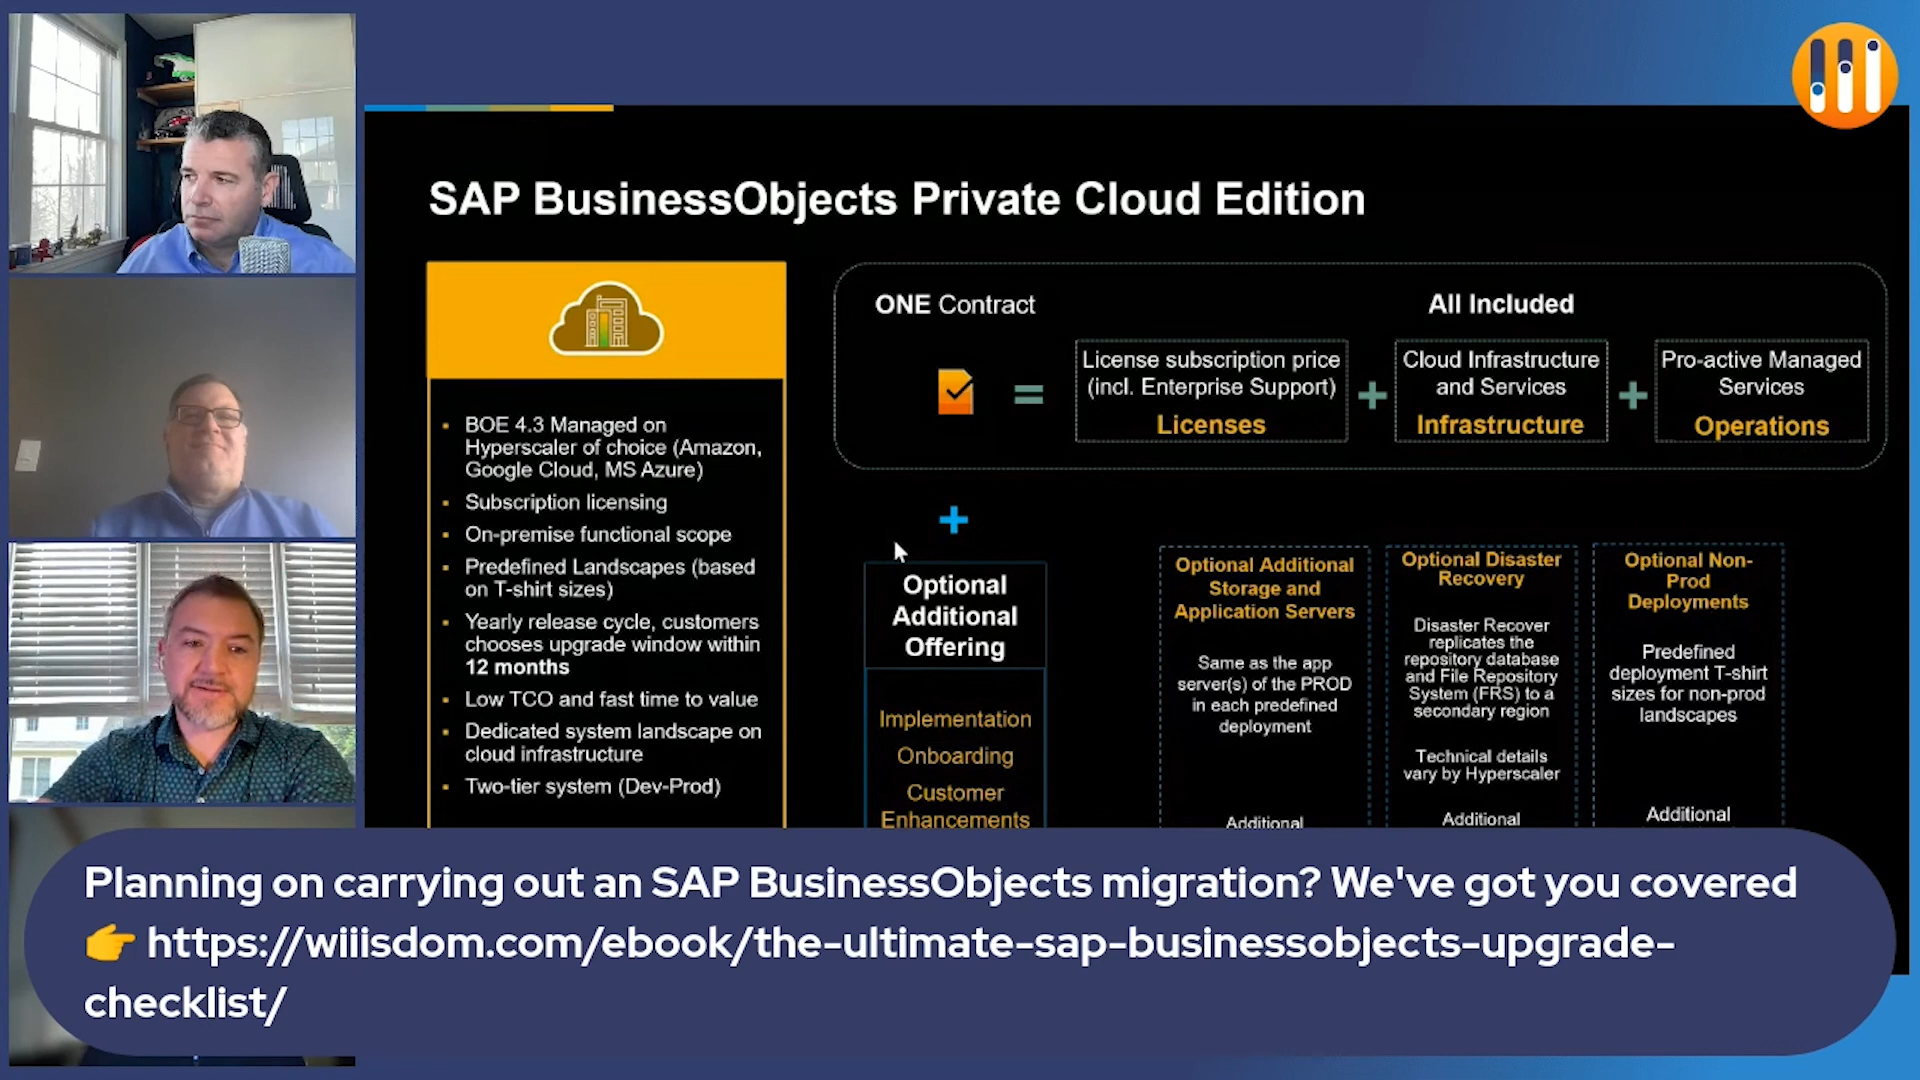 SAP BusinessObjects Private Cloud Edition
BOE 4.3 Managed on
Hyperscaler of choice (Amazon,
Google Cloud, MS Azure)
Subscription licensing
On-premise functional scope
Predefined Landscapes (based
on T-shirt sizes)
Yearly release cycle, customers
chooses upgrade window within
12 months
Low TCO and fast time to value
Dedicated system landscape on
cloud infrastructure
Two-tier system (Dev-Prod)
ONE Contract
All Included
=
License subscription price
(incl. Enterprise Support)
Licenses
+
Cloud Infrastructure
and Services
Infrastructure
+
Pro-active Managed
Services
Operations
+
Optional
Additional
Offering
Implementation
Onboarding
Customer
Enhancements
Optional Additional
Storage and
Application Servers
Same as the app
server(s) of the PROD
in each predefined
deployment
Additional
Optional Disaster
Recovery
Disaster Recover
replicates the
repository database
and File Repository
System (FRS) to a
secondary region
Technical details
vary by Hyperscaler
Additional
Optional Non-
Prod
Deployments
Predefined
deployment T-shirt
sizes for non-prod
landscapes
Additional
Planning on carrying out an SAP BusinessObjects migration? We've got you covered
👉 https://wiiisdom.com/ebook/the-ultimate-sap-businessobjects-upgrade-
checklist/